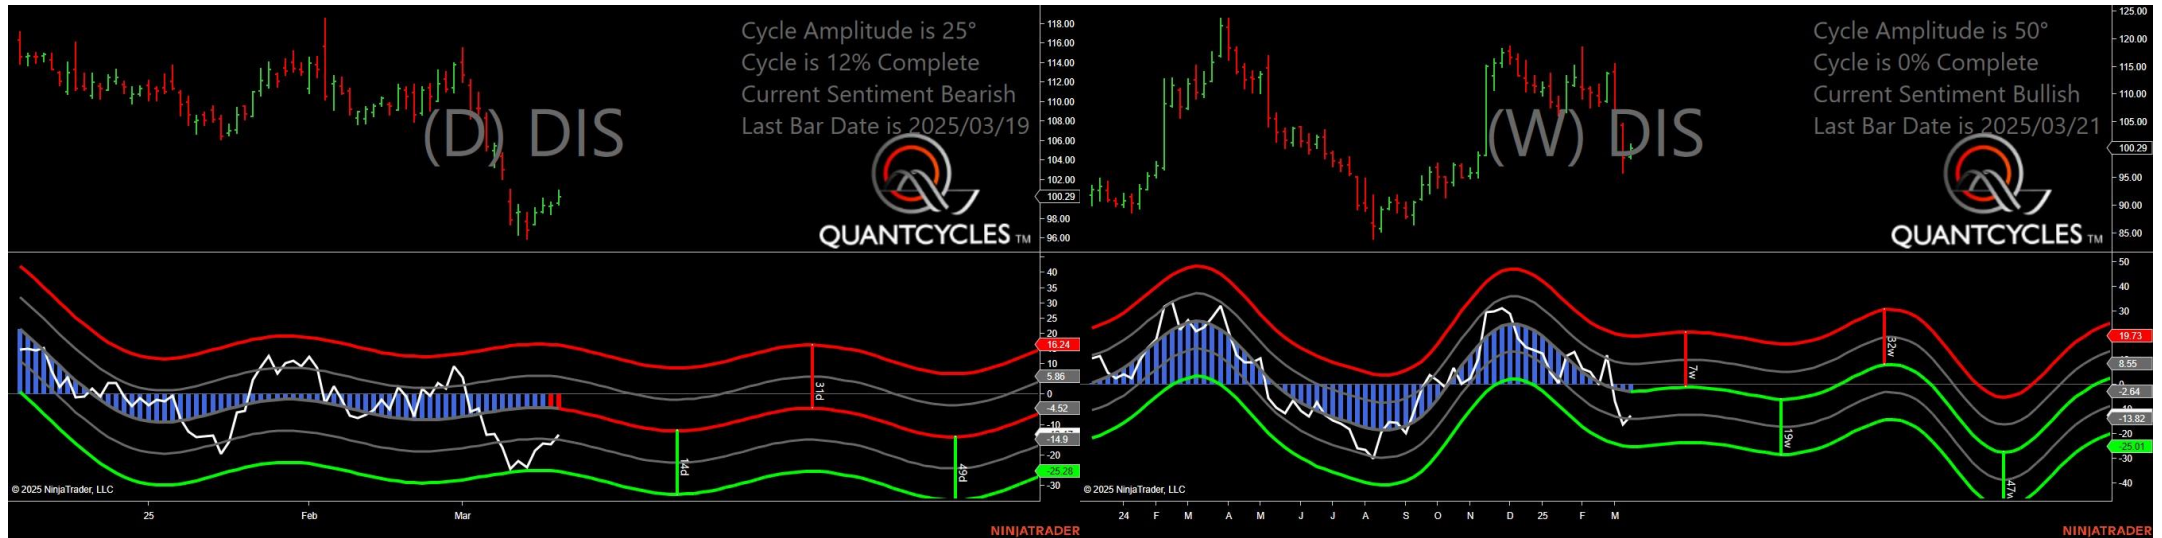 Cycle Amplitude is 25°
Cycle is 12% Complete
Current Sentiment Bearish
Last Bar Date is 2025/03/19
(D) DIS
QUANTCYCLES TM
118.00
116.00
114.00
112.00
110.00
108.00
106.00
104.00
102.00
100.29
98.00
96.00
40
35
30
25
20
16.24
10
5.86
0
-4.52
-10
-14.9
-20
-25.28
-30
31d
14d
49d
© 2025 NinjaTrader, LLC
25
Feb
Mar
NINJATRADER
Cycle Amplitude is 50°
Cycle is 0% Complete
Current Sentiment Bullish
Last Bar Date is 2025/03/21
(W) DIS
QUANTCYCLES TM
125.00
120.00
115.00
110.00
105.00
100.29
95.00
90.00
85.00
50
40
30
19.73
8.55
0
-2.64
-13.82
-20
-25.01
-30
-40
7w
19w
32w
47w
© 2025 NinjaTrader, LLC
24 F M A M J J A S O N D 25 F M
NINJATRADER